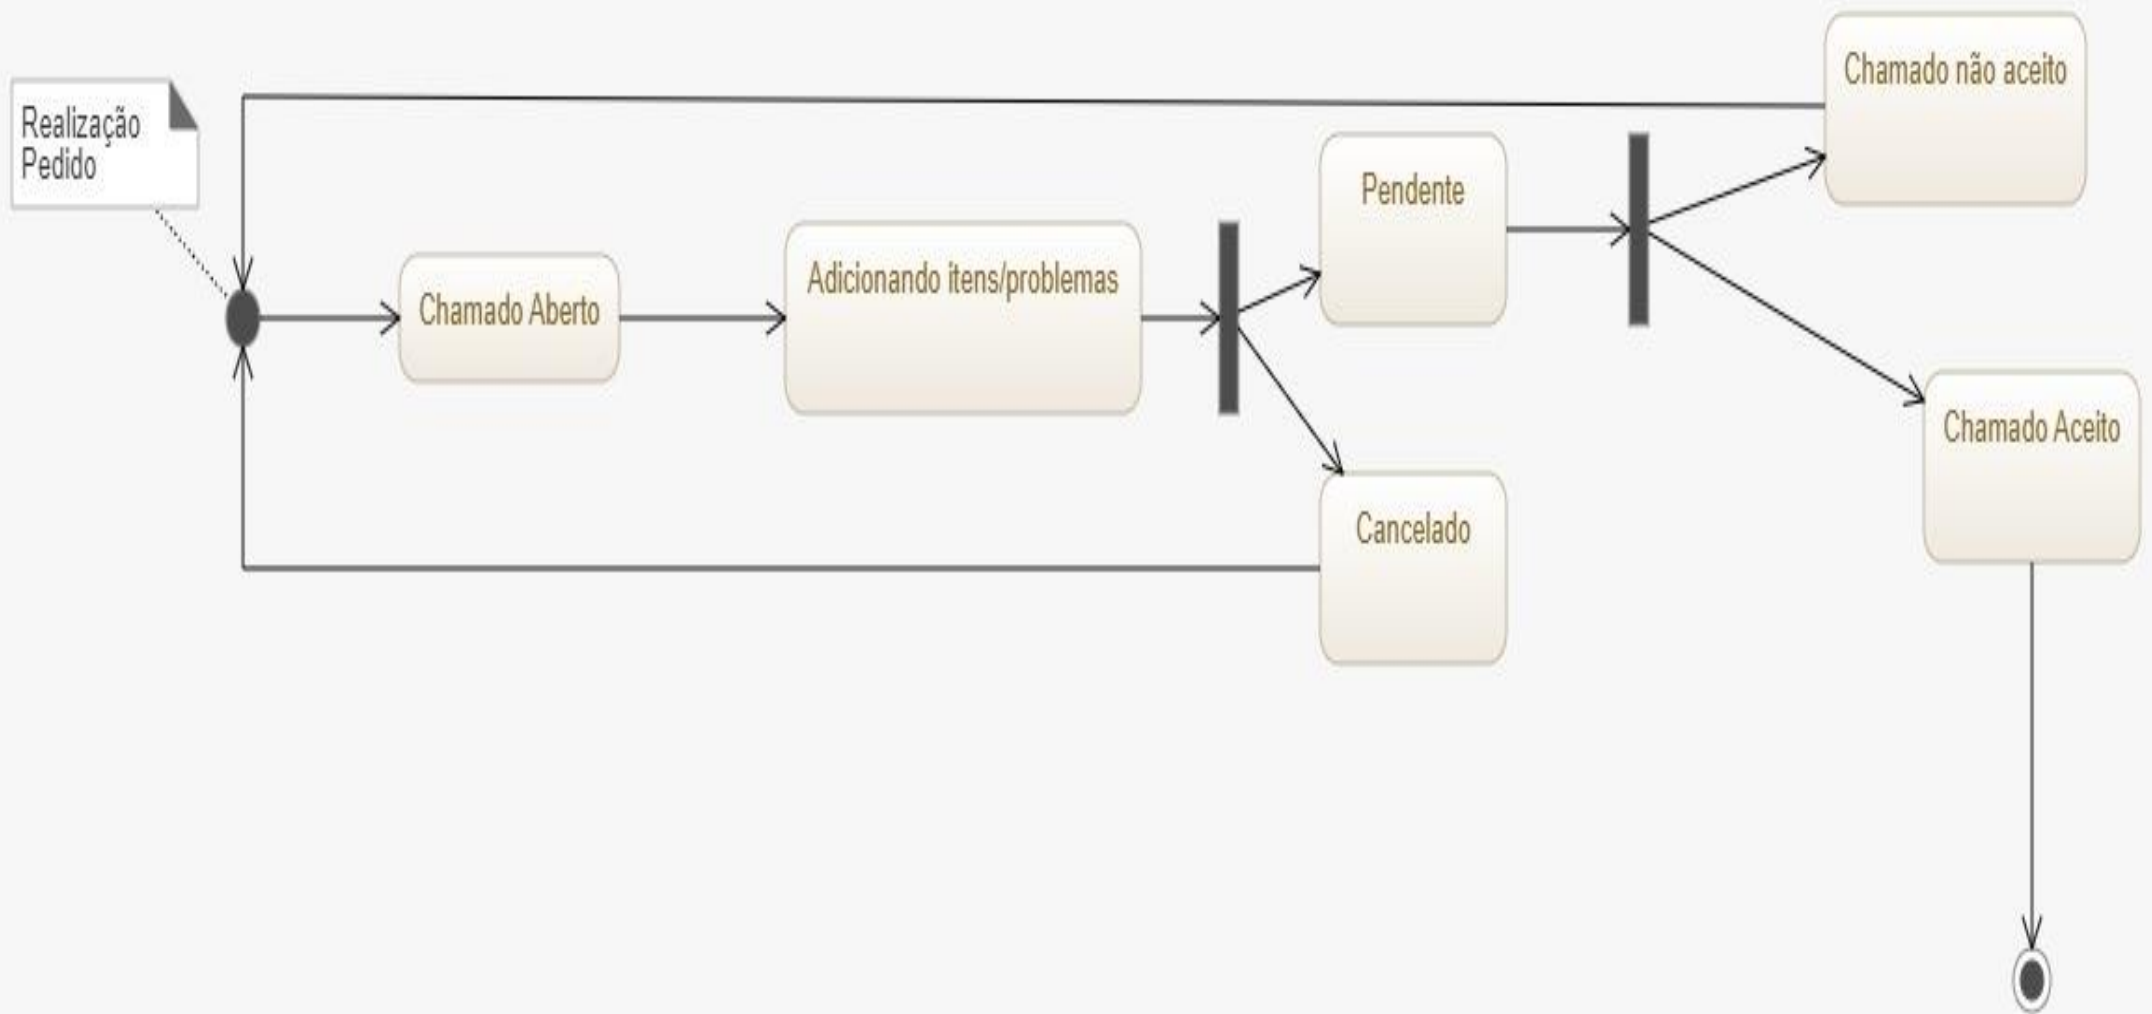 Chamado não aceito
Realização
Pedido
Pendente
Adicionando itens/problemas
Chamado Aberto
Chamado Aceito
Cancelado